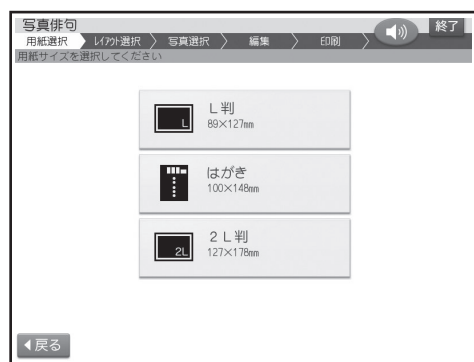 写真俳句
終了
用紙選択 レイアウト選択 写真選択 編集 印刷
用紙サイズを選択してください
L判
L
89×127mm
はがき
100×148mm
2L判
2L
127×178mm
戻る